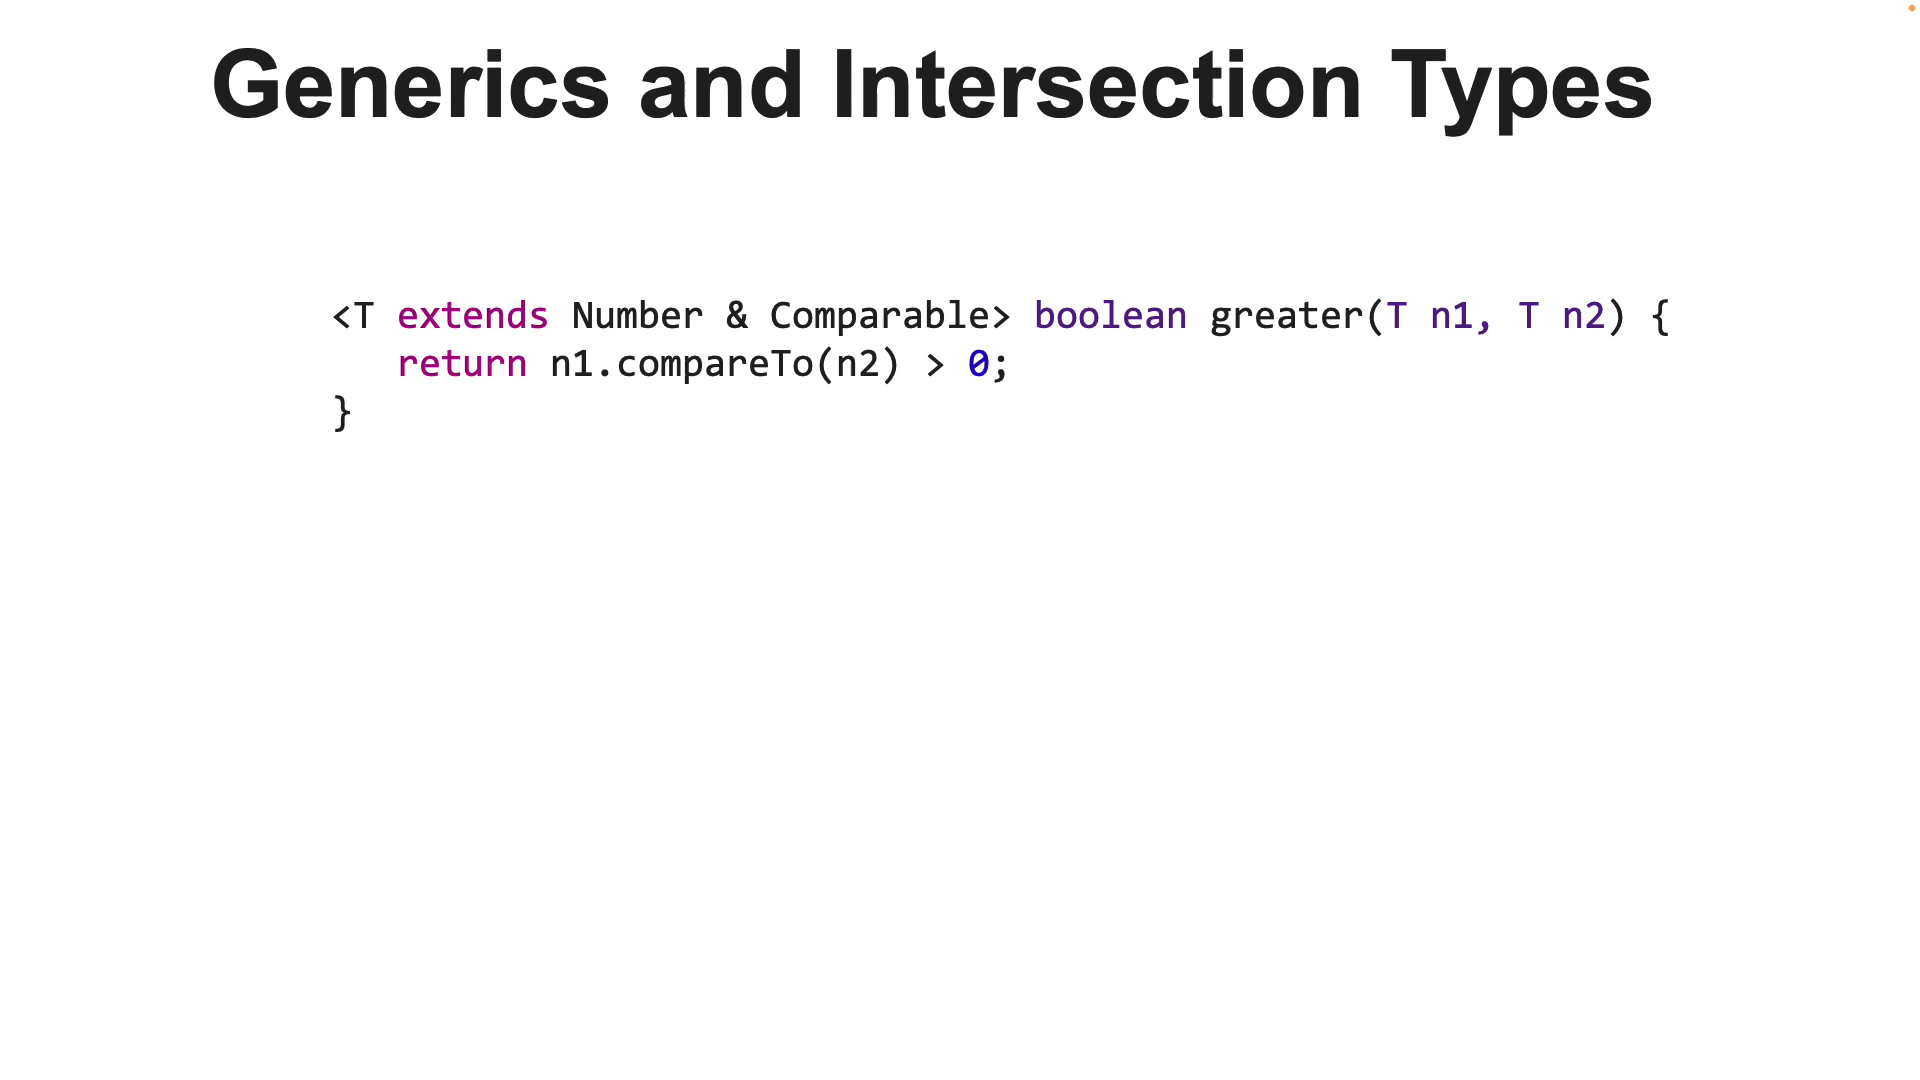 Generics and Intersection Types
<T extends Number & Comparable> boolean greater(T n1, T n2) {
return n1.compareTo(n2) > 0;
}